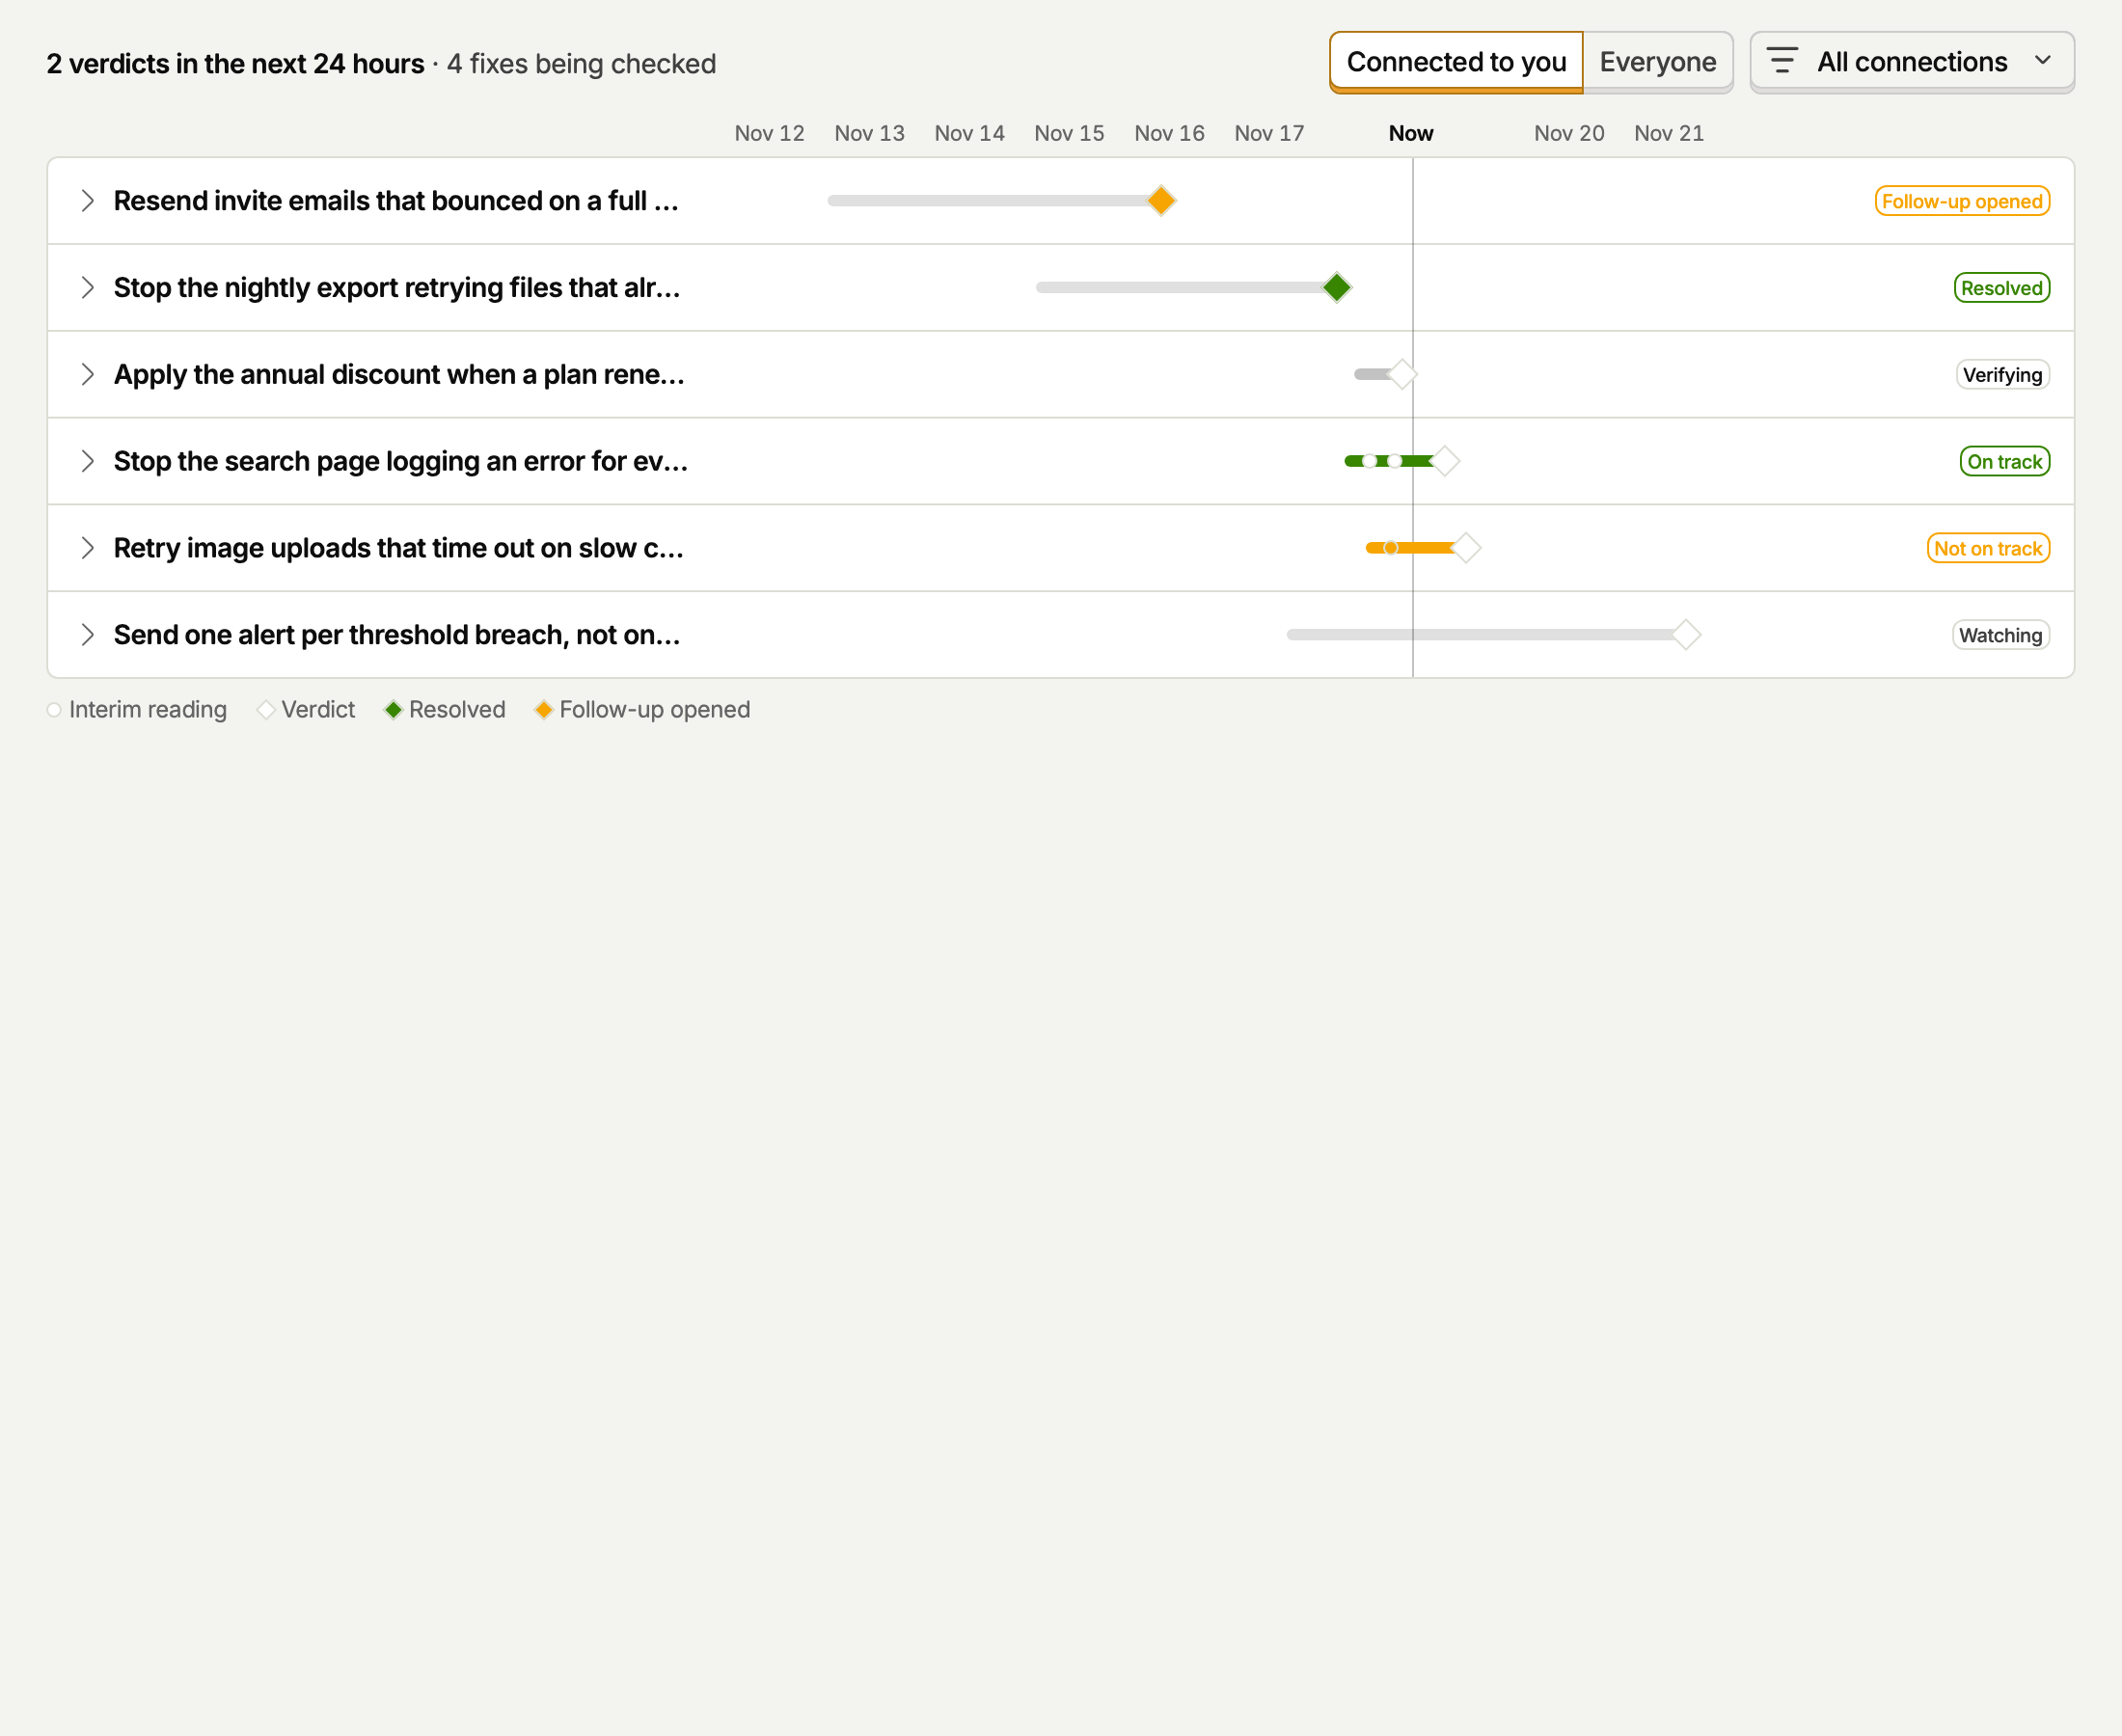 2 verdicts in the next 24 hours · 4 fixes being checked
Connected to you
Everyone
All connections
Nov 12 Nov 13 Nov 14 Nov 15 Nov 16 Nov 17 Now Nov 20 Nov 21
Resend invite emails that bounced on a full ... Follow-up opened
Stop the nightly export retrying files that alr... Resolved
Apply the annual discount when a plan rene... Verifying
Stop the search page logging an error for ev... On track
Retry image uploads that time out on slow c... Not on track
Send one alert per threshold breach, not on... Watching
Interim reading Verdict Resolved Follow-up opened